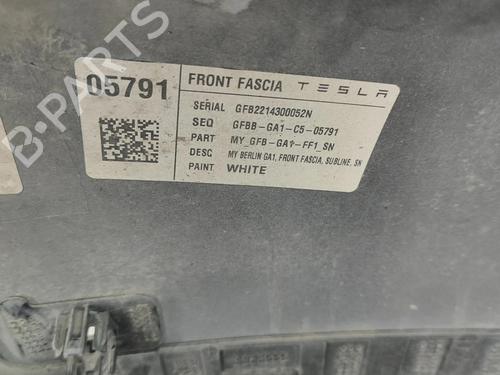 B-PARTS
05791
FRONT FASCIA TESLA
SERIAL GFB2214300052N
SEQ GFBB-GA1-C5-05791
PART MY_GFB-GA1-FF1_SN
DESC MY BERLIN GA1, FRONT FASCIA, SUBLINE, SN
PAINT WHITE